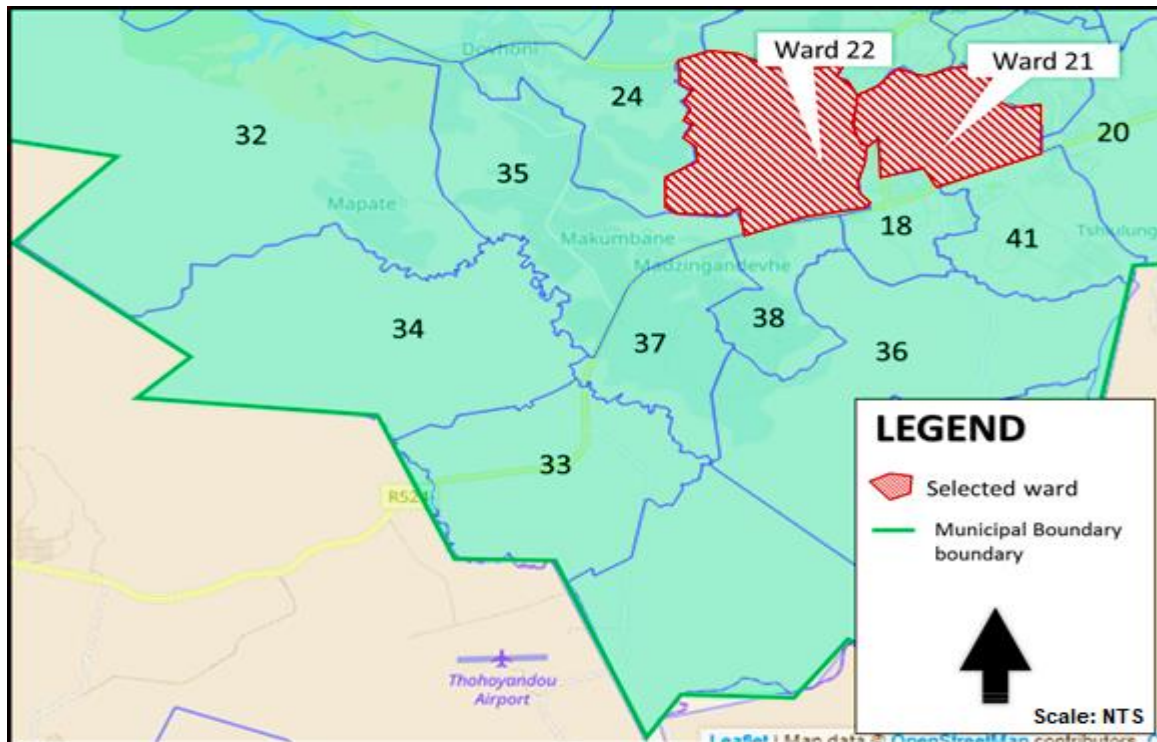 Dovhoni
Ward 22
Ward 21
24
20
32
35
Mapate
Makumbane
18
41
Tshulung
Madzingandevhe
34
37
38
36
33
R524
LEGEND
Selected ward
Municipal Boundary
boundary
Thohoyandou
Airport
Scale: NTS
Leaflet | Map data © OpenStreetMap contributors,